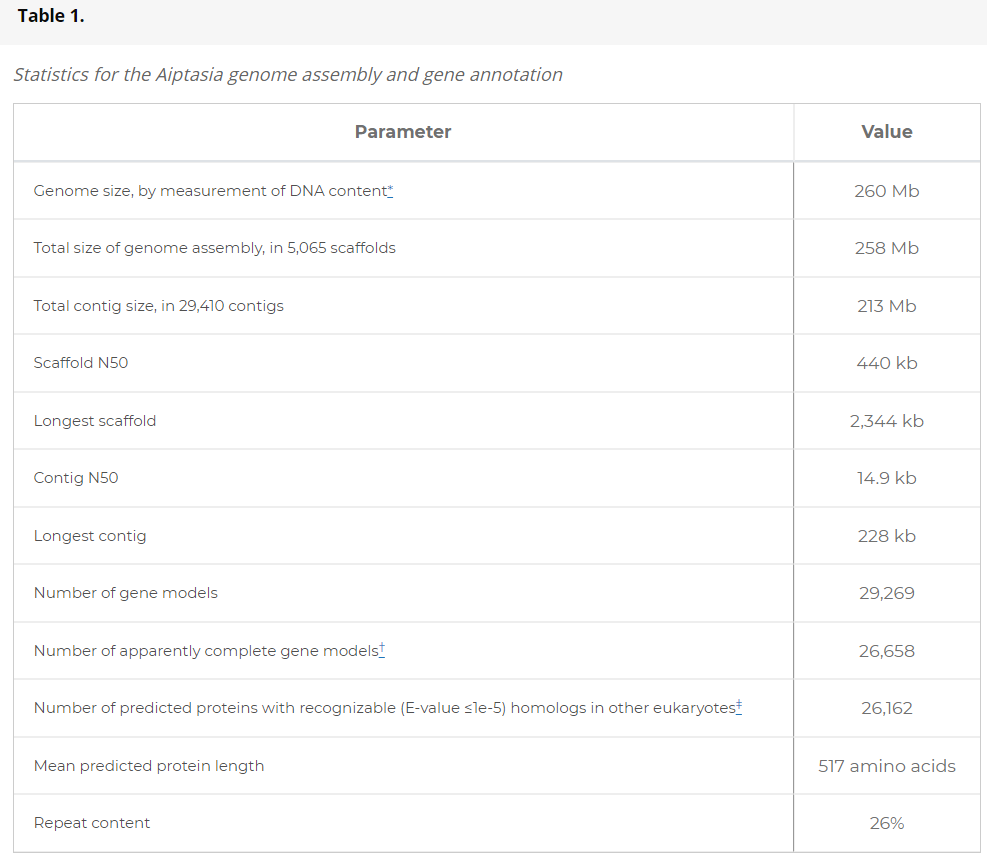 Table 1.
Statistics for the Aiptasia genome assembly and gene annotation
Parameter Value
Genome size, by measurement of DNA content* 260 Mb
Total size of genome assembly, in 5,065 scaffolds 258 Mb
Total contig size, in 29,410 contigs 213 Mb
Scaffold N50 440 kb
Longest scaffold 2,344 kb
Contig N50 14.9 kb
Longest contig 228 kb
Number of gene models 29,269
Number of apparently complete gene models† 26,658
Number of predicted proteins with recognizable (E-value ≤1e-5) homologs in other eukaryotes‡ 26,162
Mean predicted protein length 517 amino acids
Repeat content 26%